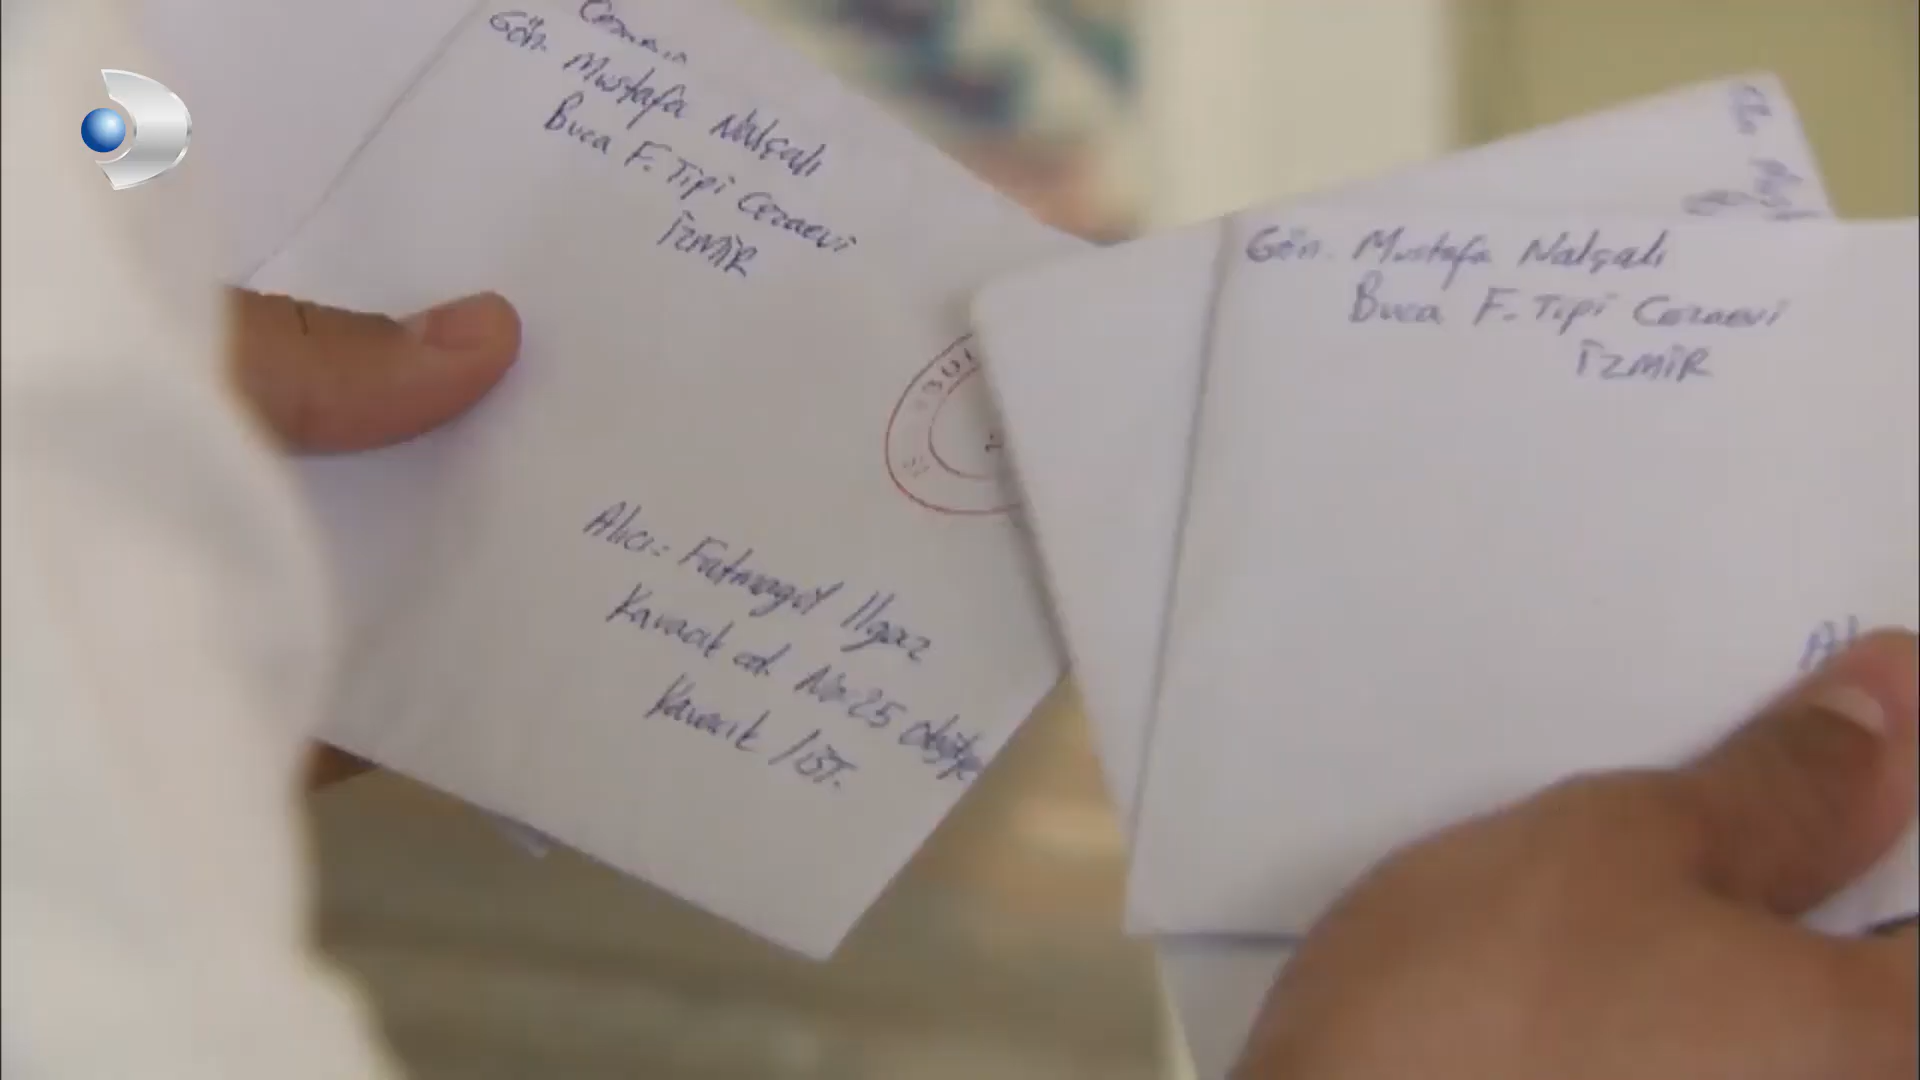 Gön. Mustafa Nalçalı
Buca F. Tipi Cezaevi
İZMİR
Alıcı: Fatmagül Ilgaz
Kavacık cd. No:25
Kavacık / İST.
Gön. Mustafa Nalçalı
Buca F. Tipi Cezaevi
İZMİR